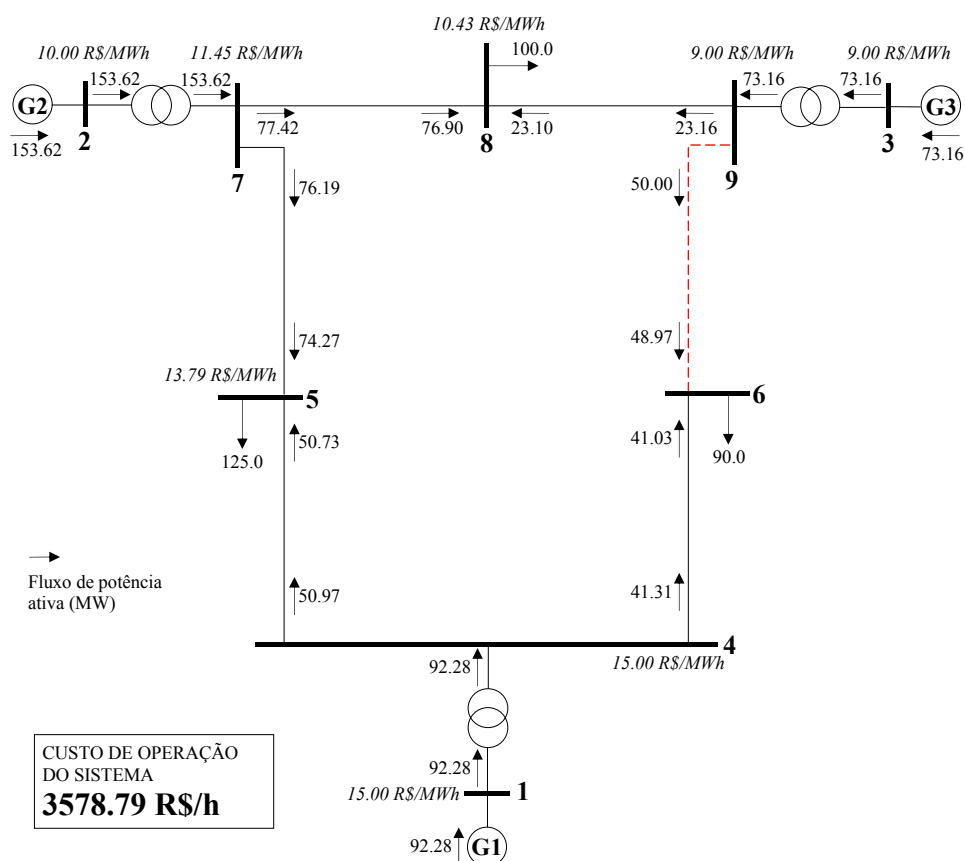 10.43 R$/MWh
10.00 R$/MWh
11.45 R$/MWh
9.00 R$/MWh
9.00 R$/MWh
100.0
153.62
153.62
73.16
73.16
G2
G3
77.42
76.90
23.10
23.16
153.62
2
8
3
73.16
7
9
76.19
50.00
74.27
48.97
13.79 R$/MWh
5
6
125.0
50.73
41.03
90.0
Fluxo de potência
ativa (MW)
50.97
41.31
4
92.28
15.00 R$/MWh
CUSTO DE OPERAÇÃO
DO SISTEMA
3578.79 R$/h
92.28
15.00 R$/MWh
1
92.28
G1